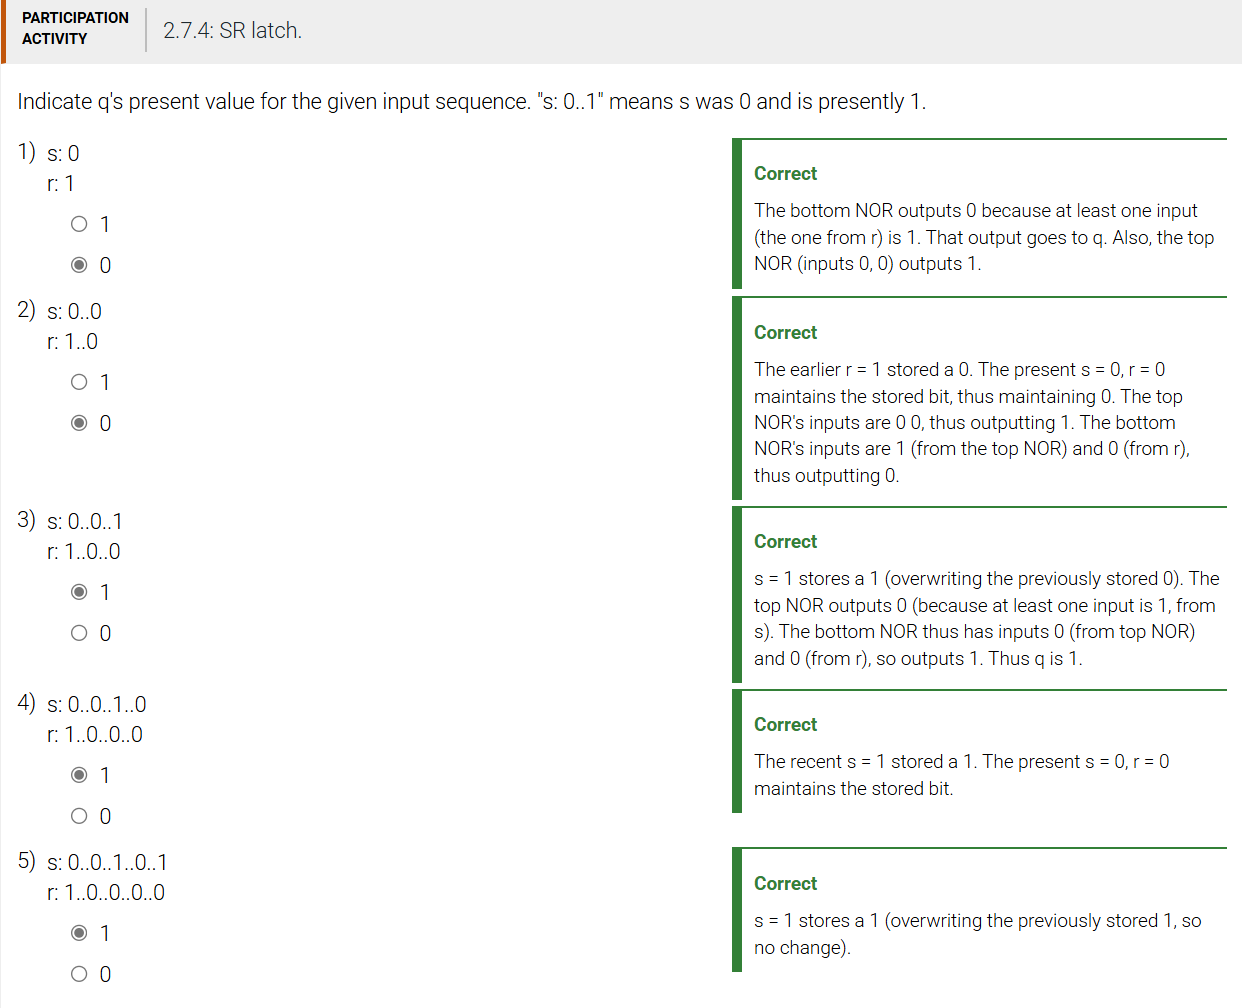 PARTICIPATION
ACTIVITY
2.7.4: SR latch.
Indicate q's present value for the given input sequence. "s: 0..1" means s was 0 and is presently 1.
1) s: 0
r: 1
1
0
Correct
The bottom NOR outputs 0 because at least one input
(the one from r) is 1. That output goes to q. Also, the top
NOR (inputs 0, 0) outputs 1.
2) s: 0..0
r: 1..0
1
0
Correct
The earlier r = 1 stored a 0. The present s = 0, r = 0
maintains the stored bit, thus maintaining 0. The top
NOR's inputs are 0 0, thus outputting 1. The bottom
NOR's inputs are 1 (from the top NOR) and 0 (from r),
thus outputting 0.
3) s: 0..0..1
r: 1..0..0
1
0
Correct
s = 1 stores a 1 (overwriting the previously stored 0). The
top NOR outputs 0 (because at least one input is 1, from
s). The bottom NOR thus has inputs 0 (from top NOR)
and 0 (from r), so outputs 1. Thus q is 1.
4) s: 0..0..1..0
r: 1..0..0..0
1
0
Correct
The recent s = 1 stored a 1. The present s = 0, r = 0
maintains the stored bit.
5) s: 0..0..1..0..1
r: 1..0..0..0..0
1
0
Correct
s = 1 stores a 1 (overwriting the previously stored 1, so
no change).